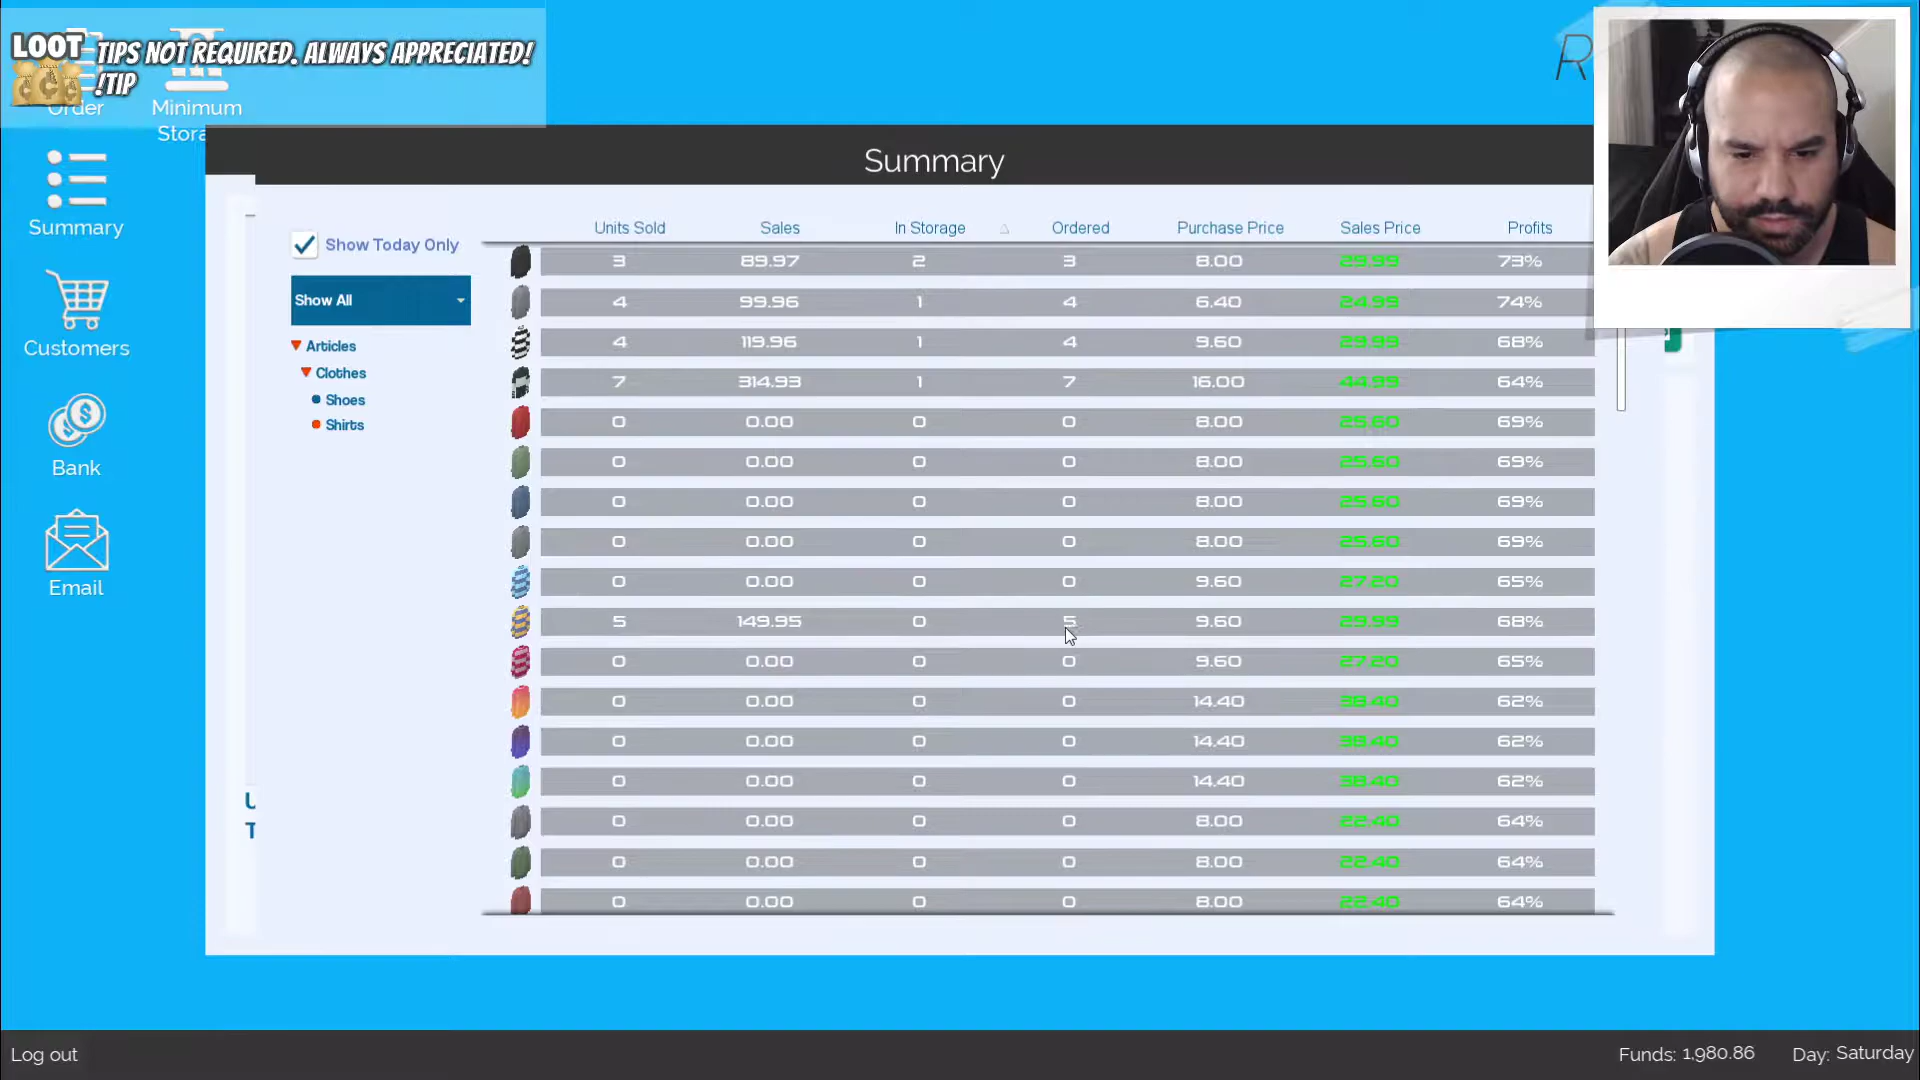 LOOT
TIPS NOT REQUIRED. ALWAYS APPRECIATED!
!TIP
Order
Minimum
Stora
Summary
Customers
Bank
Email
Summary
Show Today Only
Show All
Articles
Clothes
Shoes
Shirts
Units Sold Sales In Storage Ordered Purchase Price Sales Price Profits
3 89.97 2 3 8.00 29.99 73%
4 99.96 1 4 6.40 24.99 74%
4 119.96 1 4 9.60 29.99 68%
7 314.93 1 7 16.00 44.99 64%
0 0.00 0 0 8.00 25.60 69%
0 0.00 0 0 8.00 25.60 69%
0 0.00 0 0 8.00 25.60 69%
0 0.00 0 0 8.00 25.60 69%
0 0.00 0 0 9.60 27.20 65%
5 149.95 0 5 9.60 29.99 68%
0 0.00 0 0 9.60 27.20 65%
0 0.00 0 0 14.40 38.40 62%
0 0.00 0 0 14.40 38.40 62%
0 0.00 0 0 14.40 38.40 62%
0 0.00 0 0 8.00 22.40 64%
0 0.00 0 0 8.00 22.40 64%
0 0.00 0 0 8.00 22.40 64%
U
T
R
Log out
Funds: 1,980.86
Day: Saturday